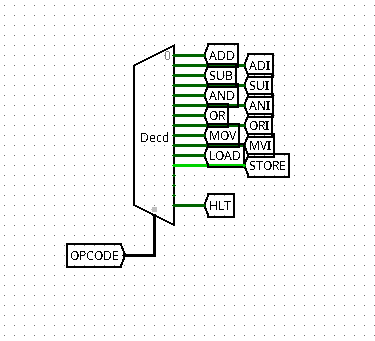 0
ADD
ADI
SUB
SUI
AND
ANI
OR
ORI
Decd
MOV
MVI
LOAD
STORE
HLT
OPCODE